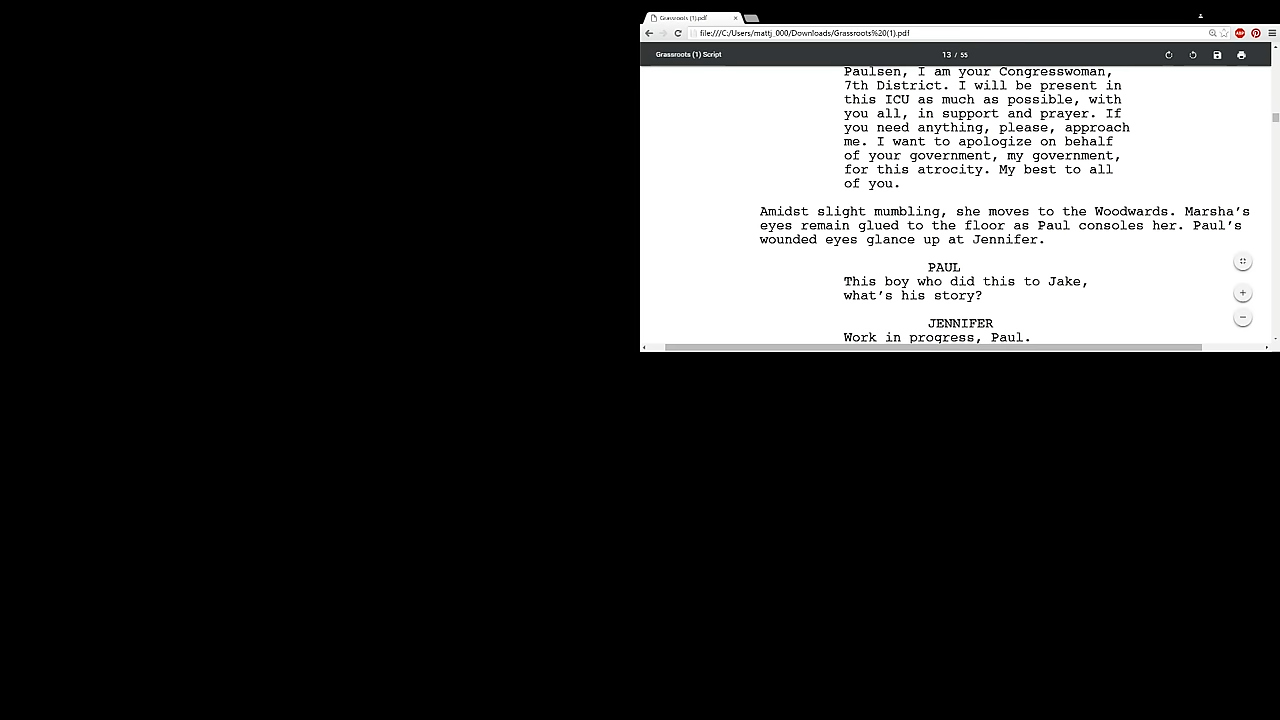 Grassroots (1).pdf
file:///C:/Users/mattj_000/Downloads/Grassroots%20(1).pdf
ABP
Grassroots (1) Script
13 / 55
Paulsen, I am your Congresswoman,
7th District. I will be present in
this ICU as much as possible, with
you all, in support and prayer. If
you need anything, please, approach
me. I want to apologize on behalf
of your government, my government,
for this atrocity. My best to all
of you.
Amidst slight mumbling, she moves to the Woodwards. Marsha's
eyes remain glued to the floor as Paul consoles her. Paul's
wounded eyes glance up at Jennifer.
PAUL
This boy who did this to Jake,
what's his story?
JENNIFER
Work in progress, Paul.